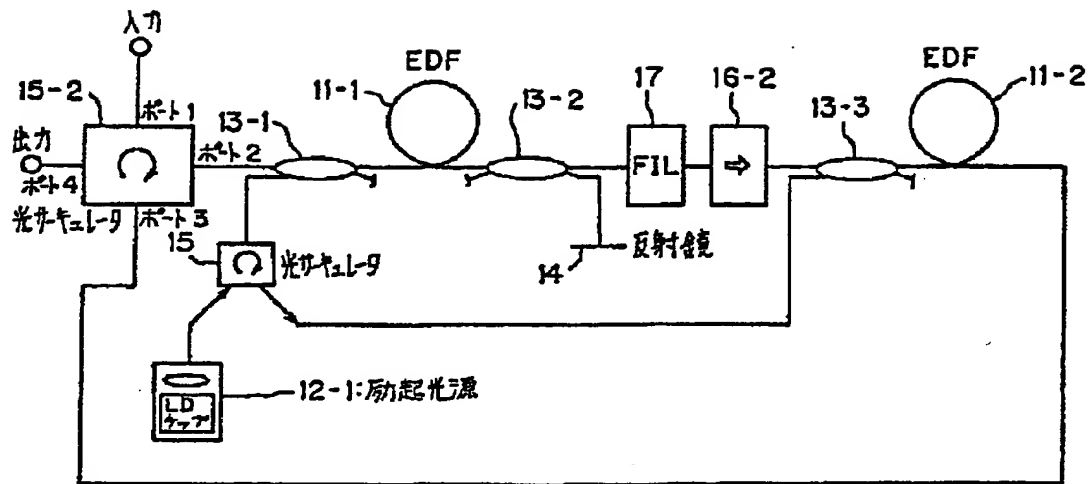 入力
15-2
ポート1
出力
ポート2
ポート4
光サーキュレータ
ポート3
13-1
11-1
EDF
13-2
17
FIL
16-2
⇨
13-3
EDF
11-2
15
光サーキュレータ
14
反射鏡
12-1:励起光源
LD